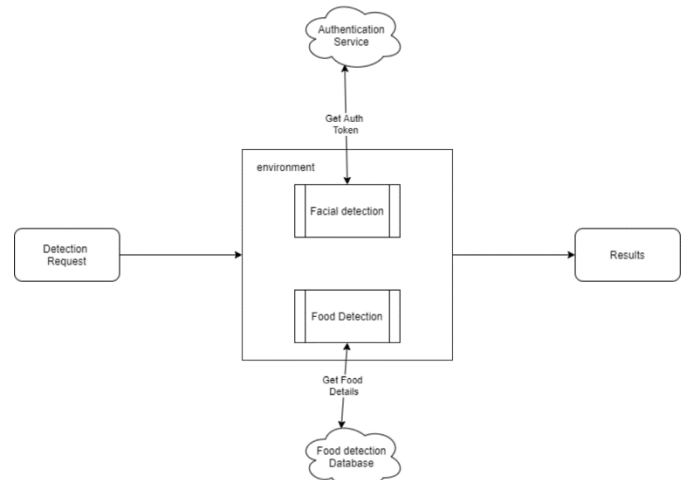 Authentication
Service
Get Auth
Token
environment
Facial detection
Detection
Request
Results
Food Detection
Get Food
Details
Food detection
Database